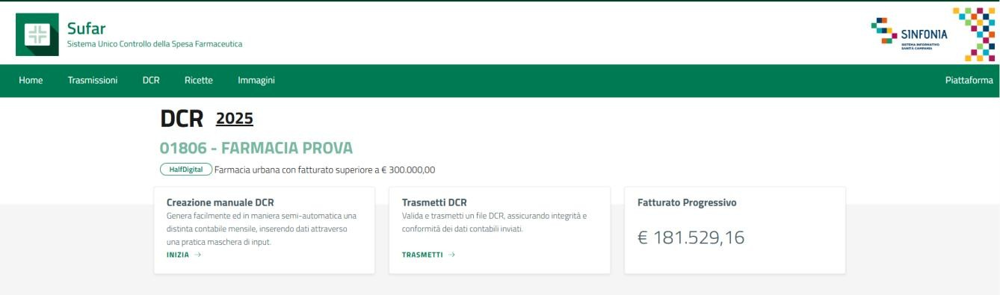 Sufar
Sistema Unico Controllo della Spesa Farmaceutica
SINFONIA
SISTEMA INFORMATIVO
SANITÀ CAMPANIA
Home Trasmissioni DCR Ricette Immagini Piattaforma
DCR 2025
01806 - FARMACIA PROVA
HalfDigital Farmacia urbana con fatturato superiore a € 300.000,00
Creazione manuale DCR
Genera facilmente ed in maniera semi-automatica una
distinta contabile mensile, inserendo dati attraverso
una pratica maschera di input.
INIZIA →
Trasmetti DCR
Valida e trasmetti un file DCR, assicurando integrità e
conformità dei dati contabili inviati.
TRASMETTI →
Fatturato Progressivo
€ 181.529,16